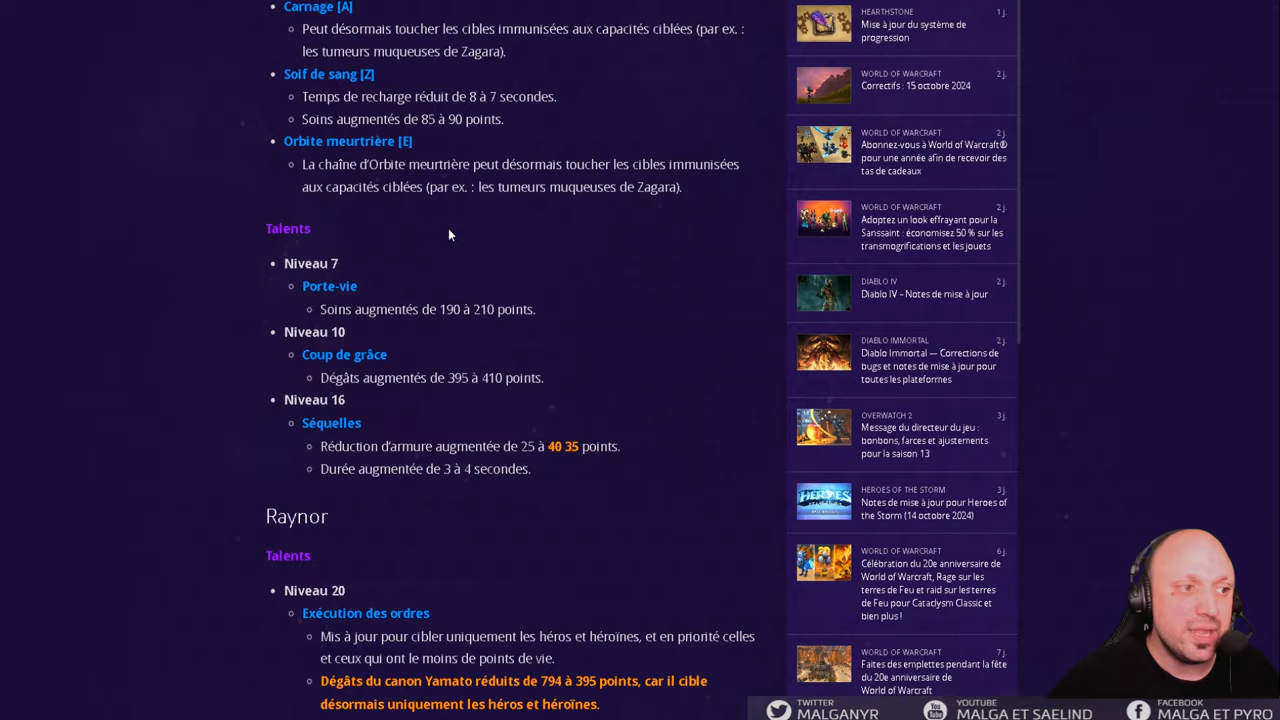 Carnage [A]
Peut désormais toucher les cibles immunisées aux capacités ciblées (par ex. :
les tumeurs muqueuses de Zagara).
Soif de sang [Z]
Temps de recharge réduit de 8 à 7 secondes.
Soins augmentés de 85 à 90 points.
Orbite meurtrière [E]
La chaîne d’Orbite meurtrière peut désormais toucher les cibles immunisées
aux capacités ciblées (par ex. : les tumeurs muqueuses de Zagara).
Talents
Niveau 7
Porte-vie
Soins augmentés de 190 à 210 points.
Niveau 10
Coup de grâce
Dégâts augmentés de 395 à 410 points.
Niveau 16
Séquelles
Réduction d’armure augmentée de 25 à 40 35 points.
Durée augmentée de 3 à 4 secondes.
Raynor
Talents
Niveau 20
Exécution des ordres
Mis à jour pour cibler uniquement les héros et héroïnes, et en priorité celles
et ceux qui ont le moins de points de vie.
Dégâts du canon Yamato réduits de 794 à 395 points, car il cible
désormais uniquement les héros et héroïnes.
HEARTHSTONE 1 j.
Mise à jour du système de
progression
WORLD OF WARCRAFT 2 j.
Correctifs : 15 octobre 2024
WORLD OF WARCRAFT 2 j.
Abonnez-vous à World of Warcraft®
pour une année afin de recevoir des
tas de cadeaux
WORLD OF WARCRAFT 2 j.
Adoptez un look effrayant pour la
Sanssaint : économisez 50 % sur les
transmogrifications et les jouets
DIABLO IV 2 j.
Diablo IV – Notes de mise à jour
DIABLO IMMORTAL 2 j.
Diablo Immortal — Corrections de
bugs et notes de mise à jour pour
toutes les plateformes
OVERWATCH 2 3 j.
Message du directeur du jeu :
bonbons, farces et ajustements
pour la saison 13
HEROES OF THE STORM 3 j.
Notes de mise à jour pour Heroes of
the Storm (14 octobre 2024)
WORLD OF WARCRAFT 6 j.
Célébration du 20e anniversaire de
World of Warcraft, Rage sur les
terres de Feu et raid sur les terres
de Feu pour Cataclysm Classic et
bien plus !
WORLD OF WARCRAFT 7 j.
Faites des emplettes pendant la fête
du 20e anniversaire de
World of Warcraft
HEROES
TWITTER
MALGANYR
YOUTUBE
MALGA ET SAELIND
FACEBOOK
MALGA ET PYRO